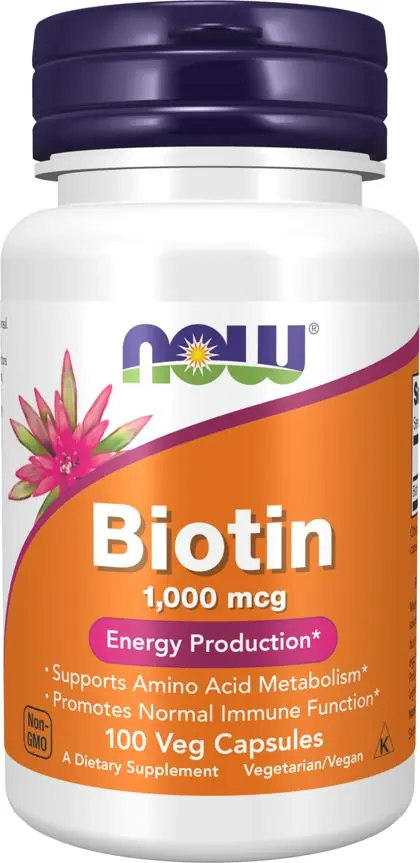 now®
Biotin
1,000 mcg
Energy Production*
• Supports Amino Acid Metabolism*
• Promotes Normal Immune Function*
100 Veg Capsules
Non-
GMO
A Dietary Supplement Vegetarian/Vegan
K